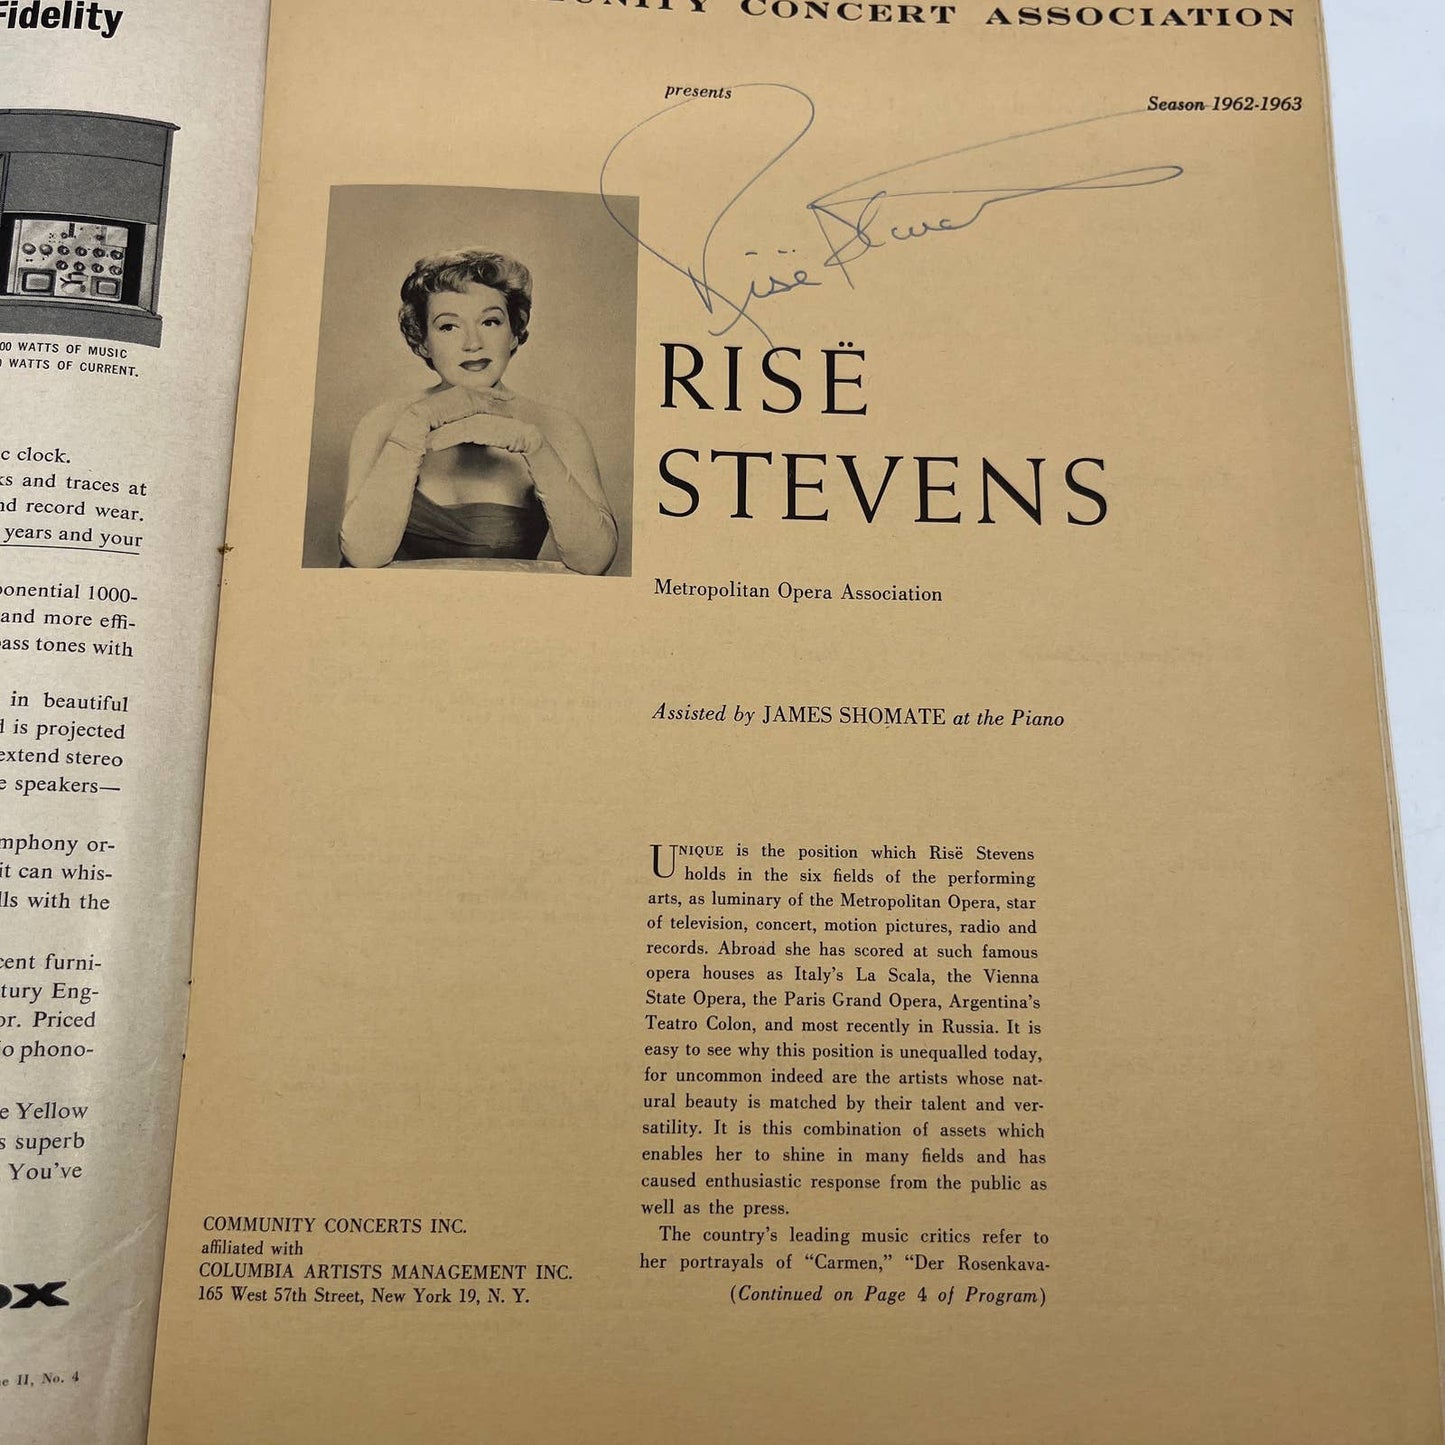 Fidelity
00 WATTS OF MUSIC
WATTS OF CURRENT.
c clock.
ks and traces at
nd record wear.
years and your
ponential 1000-
and more effi-
bass tones with
in beautiful
d is projected
extend stereo
e speakers—
mphony or-
it can whis-
lls with the
cent furni-
tury Eng-
or. Priced
io phono-
e Yellow
s superb
You've
ox
e II, No. 4
UNITY CONCERT ASSOCIATION
presents
Season 1962-1963
Risë Stevens
RISË
STEVENS
Metropolitan Opera Association
Assisted by JAMES SHOMATE at the Piano
UNIQUE is the position which Risë Stevens
holds in the six fields of the performing
arts, as luminary of the Metropolitan Opera, star
of television, concert, motion pictures, radio and
records. Abroad she has scored at such famous
opera houses as Italy's La Scala, the Vienna
State Opera, the Paris Grand Opera, Argentina's
Teatro Colon, and most recently in Russia. It is
easy to see why this position is unequalled today,
for uncommon indeed are the artists whose nat-
ural beauty is matched by their talent and ver-
satility. It is this combination of assets which
enables her to shine in many fields and has
caused enthusiastic response from the public as
well as the press.
The country's leading music critics refer to
her portrayals of "Carmen," "Der Rosenkava-
(Continued on Page 4 of Program)
COMMUNITY CONCERTS INC.
affiliated with
COLUMBIA ARTISTS MANAGEMENT INC.
165 West 57th Street, New York 19, N. Y.